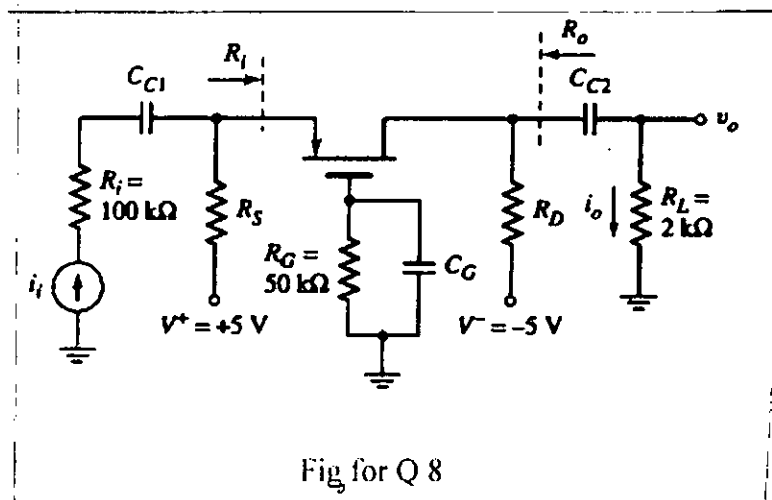 R_i
R_o
C_C1
C_C2
v_o
R_i =
100 kΩ
R_S
R_G =
50 kΩ
C_G
R_D
i_o
R_L =
2 kΩ
i_i
V⁺ = +5 V
V⁻ = −5 V
Fig for Q 8